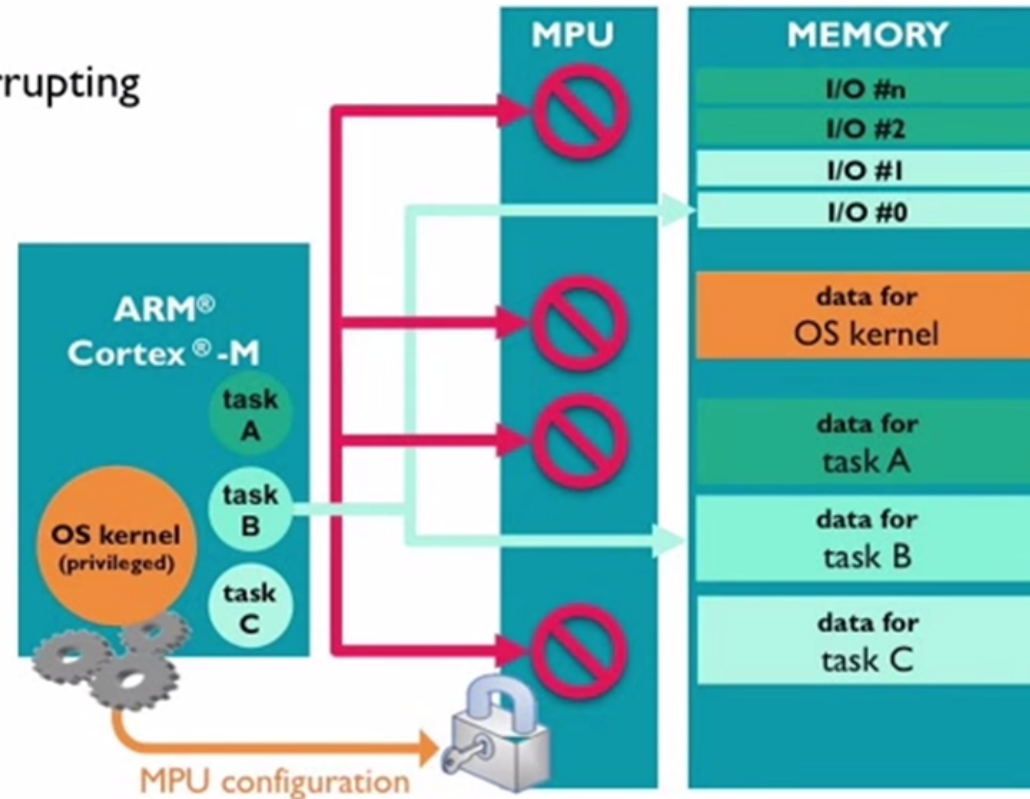 rrupting
MPU
MEMORY
I/O #n
I/O #2
I/O #1
I/O #0
data for
OS kernel
ARM®
Cortex®-M
task
A
data for
task A
OS kernel
(privileged)
task
B
data for
task B
task
C
data for
task C
MPU configuration